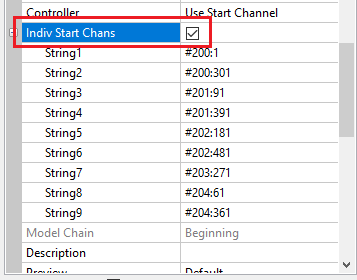 Controller Use Start Channel
Indiv Start Chans
String1 #200:1
String2 #200:301
String3 #201:91
String4 #201:391
String5 #202:181
String6 #202:481
String7 #203:271
String8 #204:61
String9 #204:361
Model Chain Beginning
Description
Preview Default